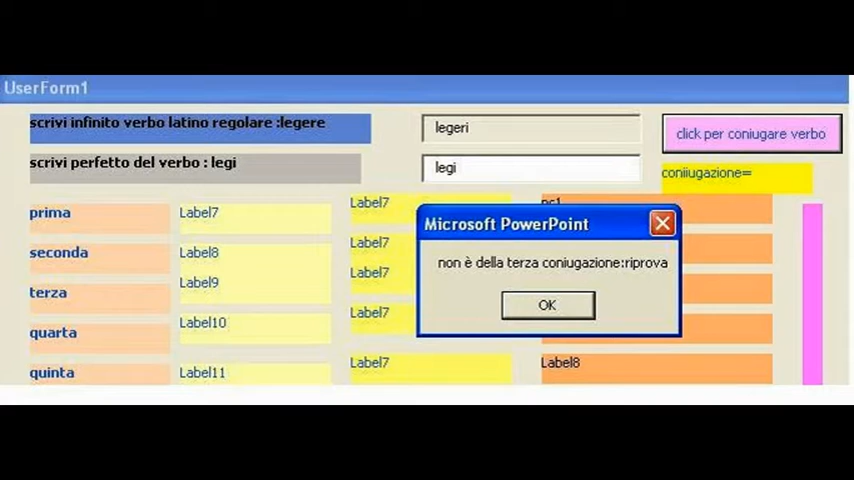 UserForm1
scrivi infinito verbo latino regolare :legere
legeri
click per coniugare verbo
scrivi perfetto del verbo : legi
legi
coniiugazione=
prima
Label7
Label7
Microsoft PowerPoint
non è della terza coniugazione:riprova
OK
seconda
Label8
Label7
terza
Label9
Label7
quarta
Label10
Label7
quinta
Label11
Label7
Label8